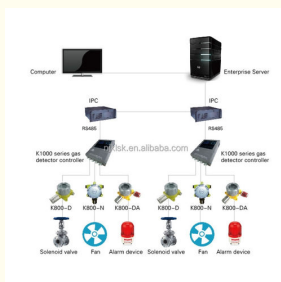 Computer
Enterprise Server
IPC
IPC
RS485
RS485
K1000 series gas
detector controller
K1000 series gas
detector controller
K800-D
K800-N
K800-DA
K800-D
K800-N
K800-DA
Solenoid valve
Fan
Alarm device
Solenoid valve
Fan
Alarm device